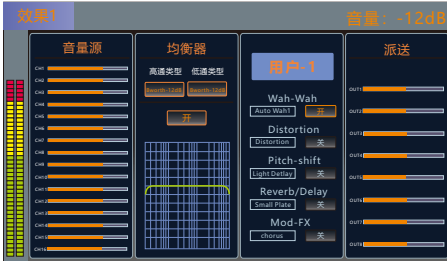 效果1
音量：-12dB
音量源
CH1
CH2
CH3
CH4
CH5
CH6
CH7
CH8
CH9
CH10
CH11
CH12
CH13
CH14
CH15
CH16
均衡器
高通类型 低通类型
Bworth-12dB Bworth-12dB
开
用户-1
Wah-Wah
Auto Wah1 开
Distortion
Distortion 关
Pitch-shift
Light Detlay 关
Reverb/Delay
Small Plate 关
Mod-FX
chorus 关
派送
OUT1
OUT2
OUT3
OUT4
OUT5
OUT6
OUT7
OUT8